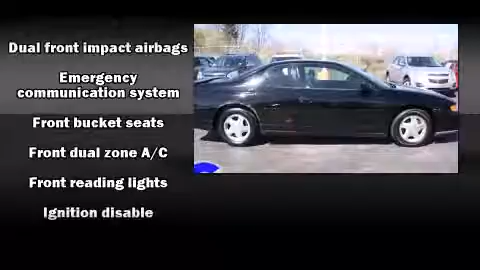 Dual front impact airbags
Emergency
communication system
Front bucket seats
Front dual zone A/C
Front reading lights
Ignition disable